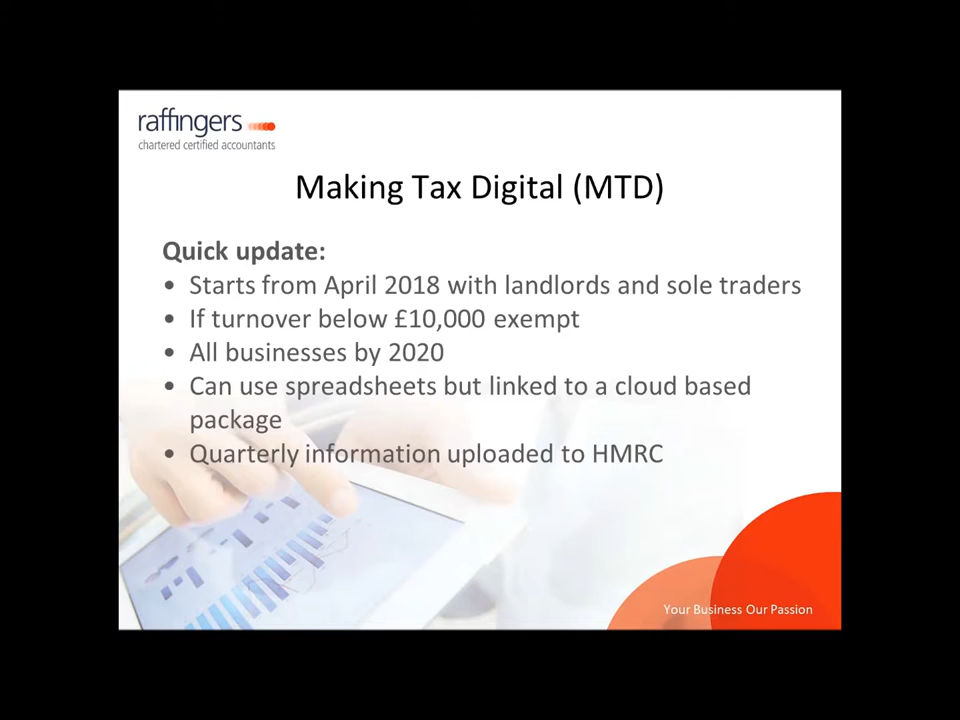 raffingers
chartered certified accountants
Making Tax Digital (MTD)
Quick update:
• Starts from April 2018 with landlords and sole traders
• If turnover below £10,000 exempt
• All businesses by 2020
• Can use spreadsheets but linked to a cloud based
package
• Quarterly information uploaded to HMRC
Your Business Our Passion